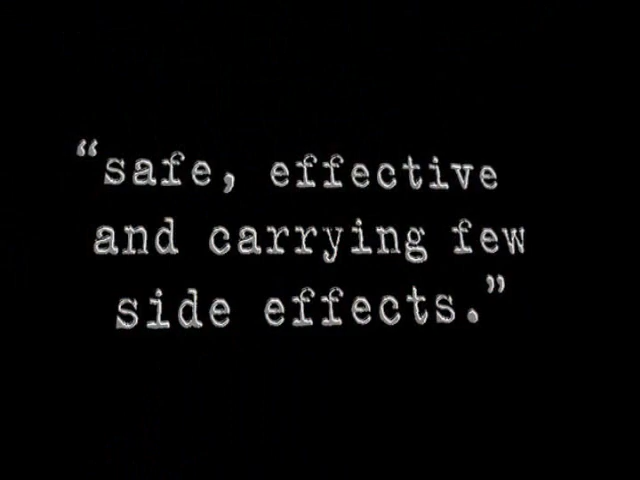 “safe, effective
and carrying few
side effects.”